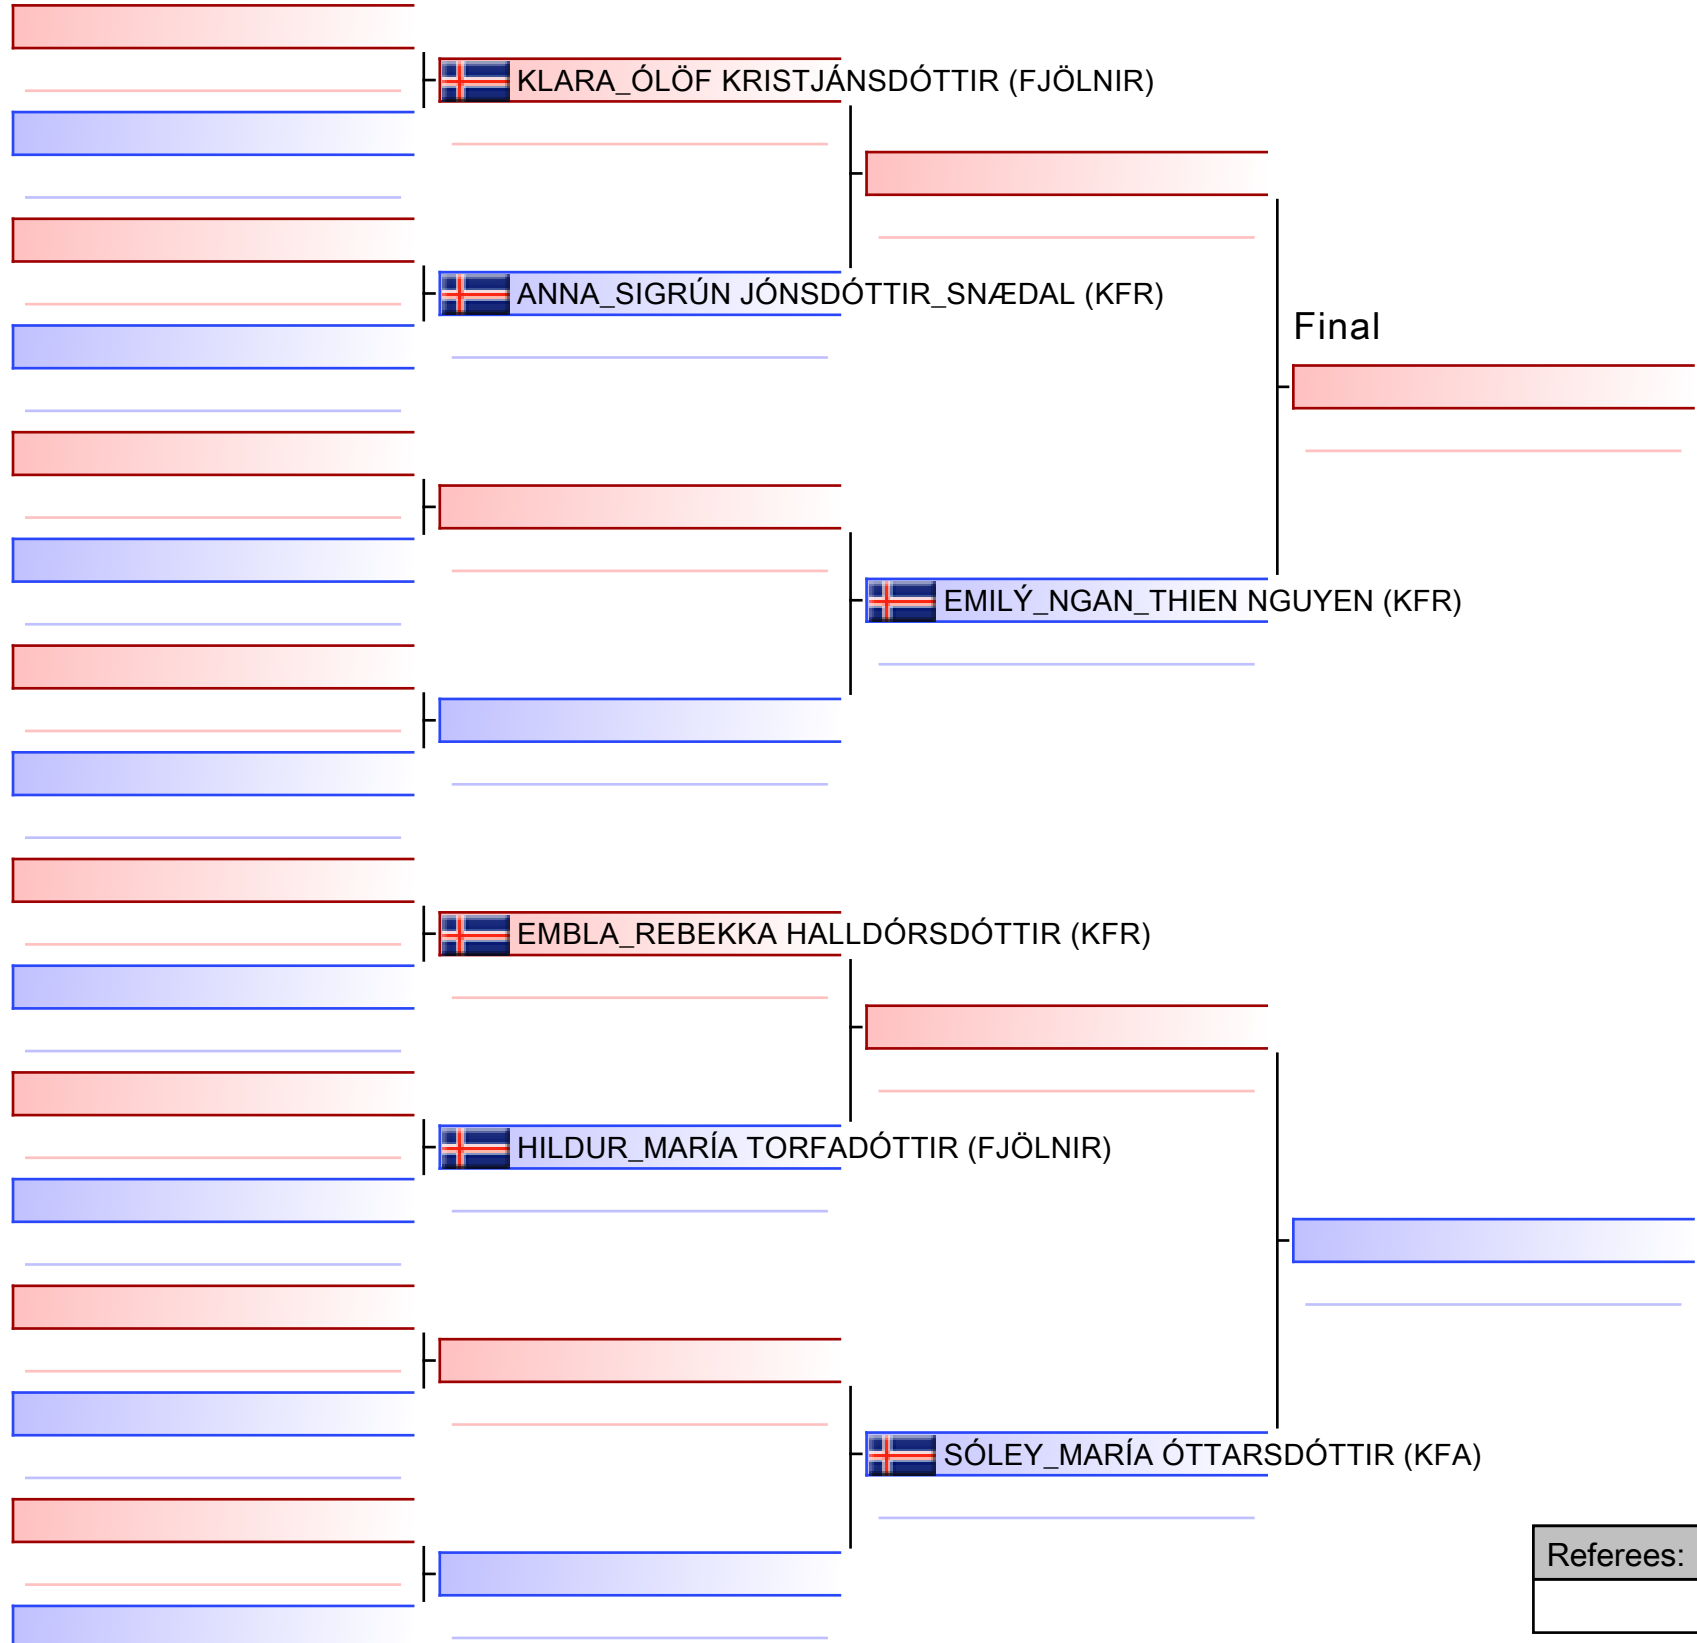 KLARA_ÓLÖF KRISTJÁNSDÓTTIR (FJÖLNIR)
ANNA_SIGRÚN JÓNSDÓTTIR_SNÆDAL (KFR)
Final
EMILÝ_NGAN_THIEN NGUYEN (KFR)
EMBLA_REBEKKA HALLDÓRSDÓTTIR (KFR)
HILDUR_MARÍA TORFADÓTTIR (FJÖLNIR)
SÓLEY_MARÍA ÓTTARSDÓTTIR (KFA)
Referees: